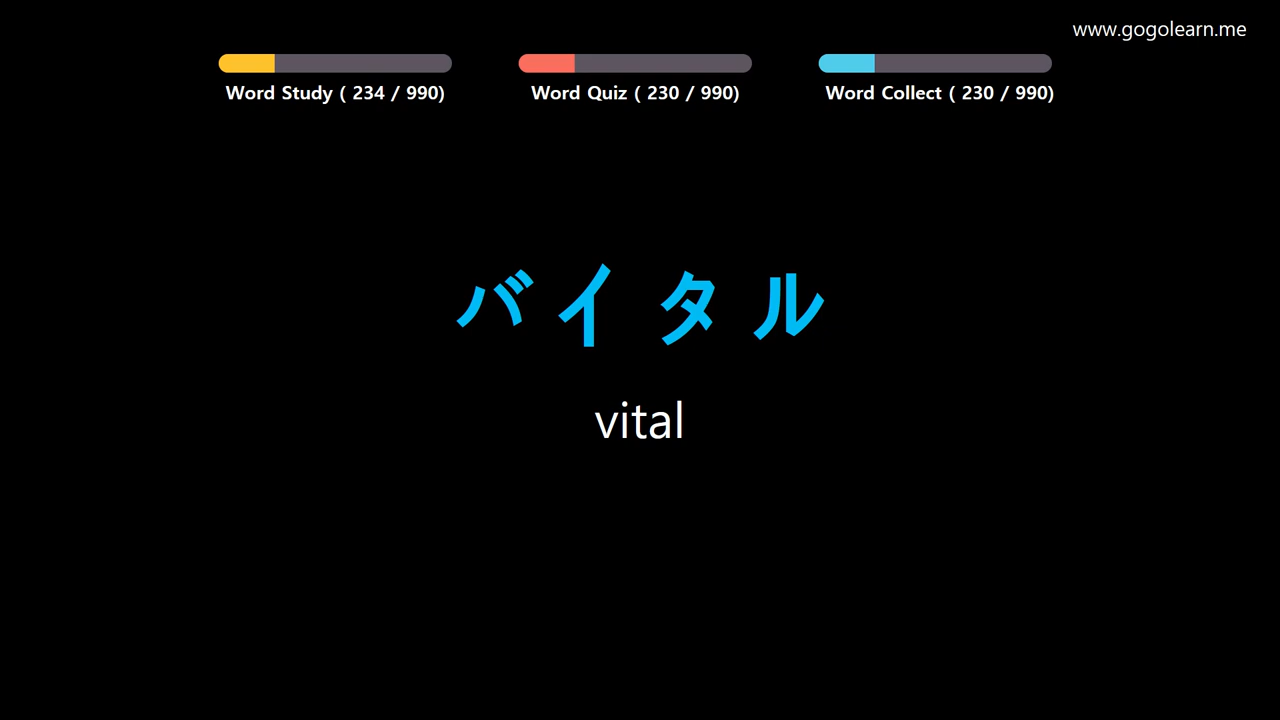 www.gogolearn.me
Word Study ( 234 / 990)
Word Quiz ( 230 / 990)
Word Collect ( 230 / 990)
バイタル
vital